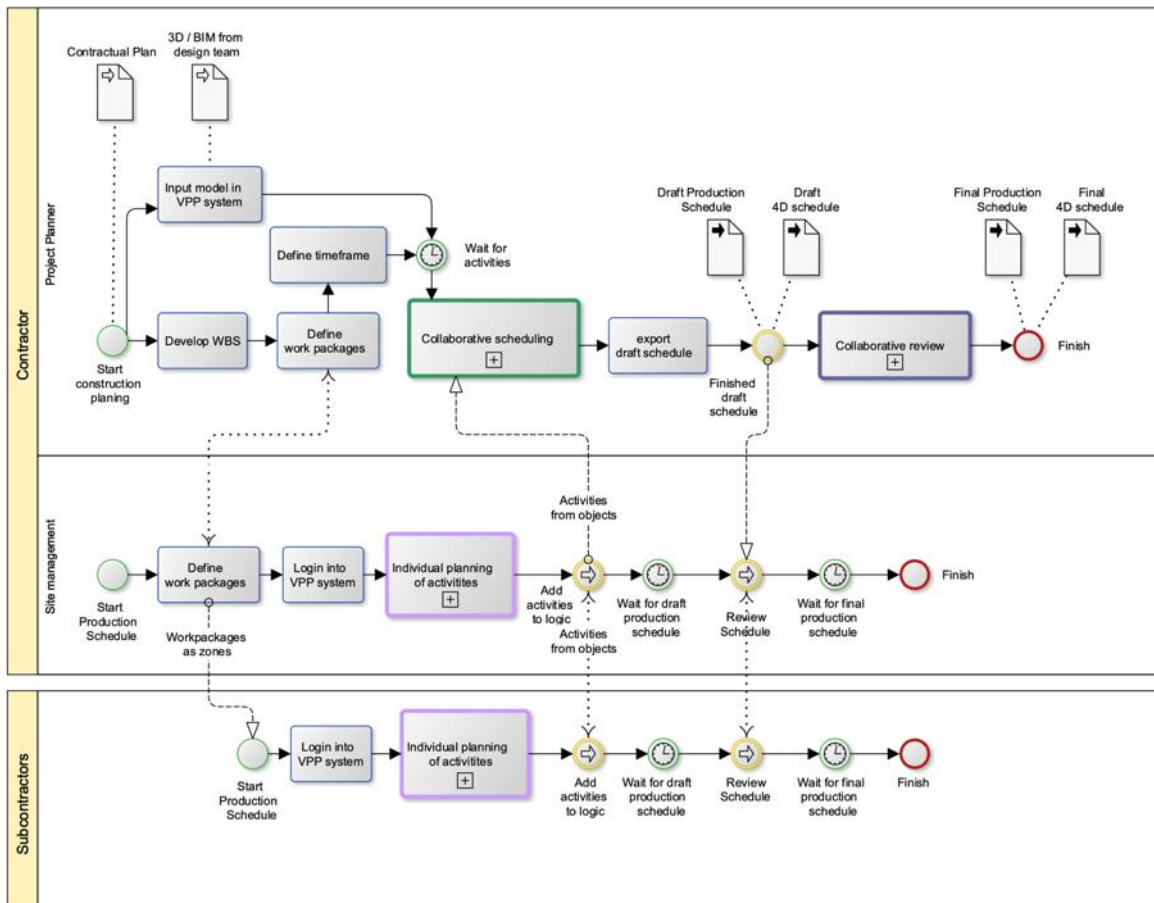 Contractor
Project Planner
Contractual Plan
3D / BIM from
design team
Input model in
VPP system
Define timeframe
Wait for
activities
Start
construction
planing
Develop WBS
Define
work packages
Collaborative scheduling
export
draft schedule
Draft Production
Schedule
Draft
4D schedule
Finished
draft
schedule
Collaborative review
Final Production
Schedule
Final
4D schedule
Finish
Site management
Start
Production
Schedule
Define
work packages
Workpackages
as zones
Login into
VPP system
Individual planning
of activitites
Activities
from objects
Add
activities
to logic
Activities
from objects
Wait for draft
production
schedule
Review
Schedule
Wait for final
production
schedule
Finish
Subcontractors
Start
Production
Schedule
Login into
VPP system
Individual planning
of activitites
Add
activities
to logic
Wait for draft
production
schedule
Review
Schedule
Wait for final
production
schedule
Finish